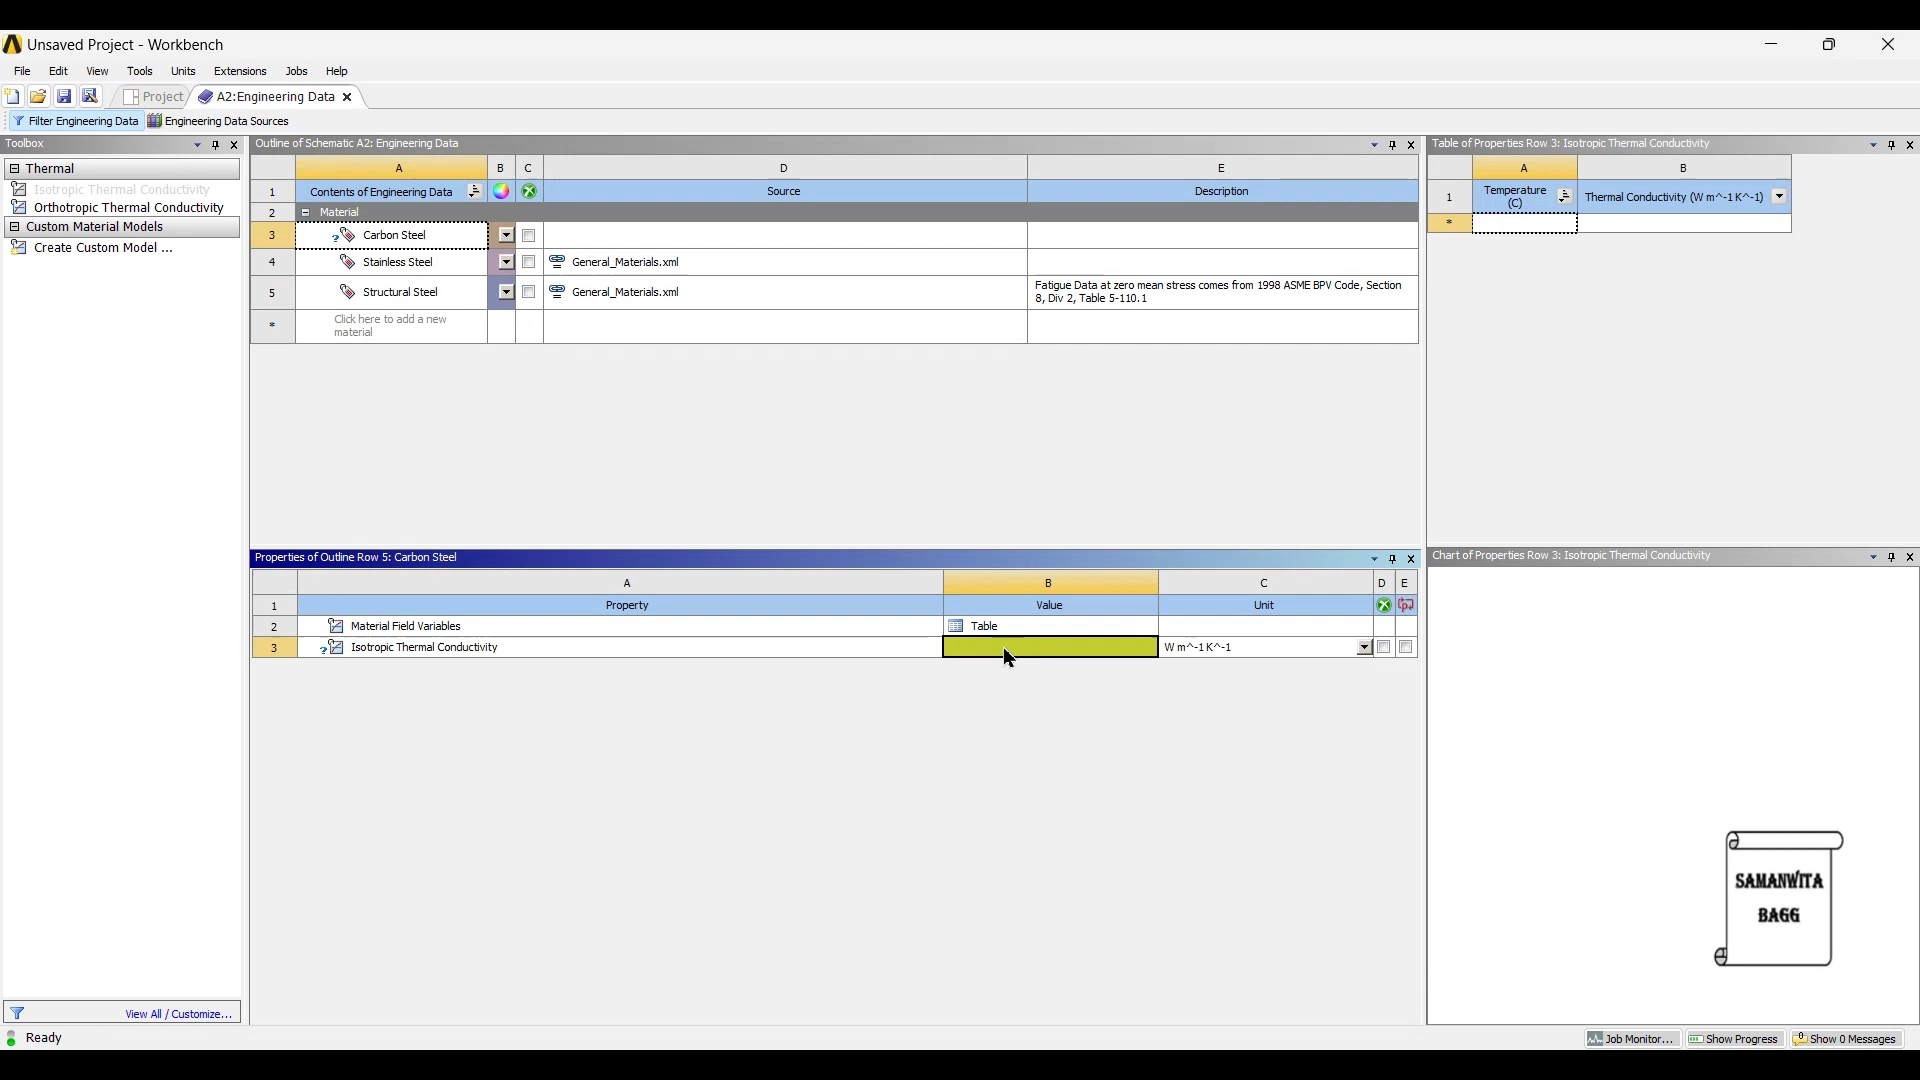 Unsaved Project - Workbench
File Edit View Tools Units Extensions Jobs Help
Project A2:Engineering Data
Filter Engineering Data Engineering Data Sources
Toolbox
Thermal
Isotropic Thermal Conductivity
Orthotropic Thermal Conductivity
Custom Material Models
Create Custom Model ...
View All / Customize...
Outline of Schematic A2: Engineering Data
A B C D E
1 Contents of Engineering Data Source Description
2 Material
3 ? Carbon Steel
4 Stainless Steel General_Materials.xml
5 Structural Steel General_Materials.xml Fatigue Data at zero mean stress comes from 1998 ASME BPV Code, Section
8, Div 2, Table 5-110.1
* Click here to add a new
material
Properties of Outline Row 5: Carbon Steel
A B C D E
1 Property Value Unit
2 Material Field Variables Table
3 ? Isotropic Thermal Conductivity W m^-1 K^-1
Table of Properties Row 3: Isotropic Thermal Conductivity
A B
1 Temperature
(C) Thermal Conductivity (W m^-1 K^-1)
*
Chart of Properties Row 3: Isotropic Thermal Conductivity
SAMANWITA
BAGG
Ready
Job Monitor... Show Progress Show 0 Messages